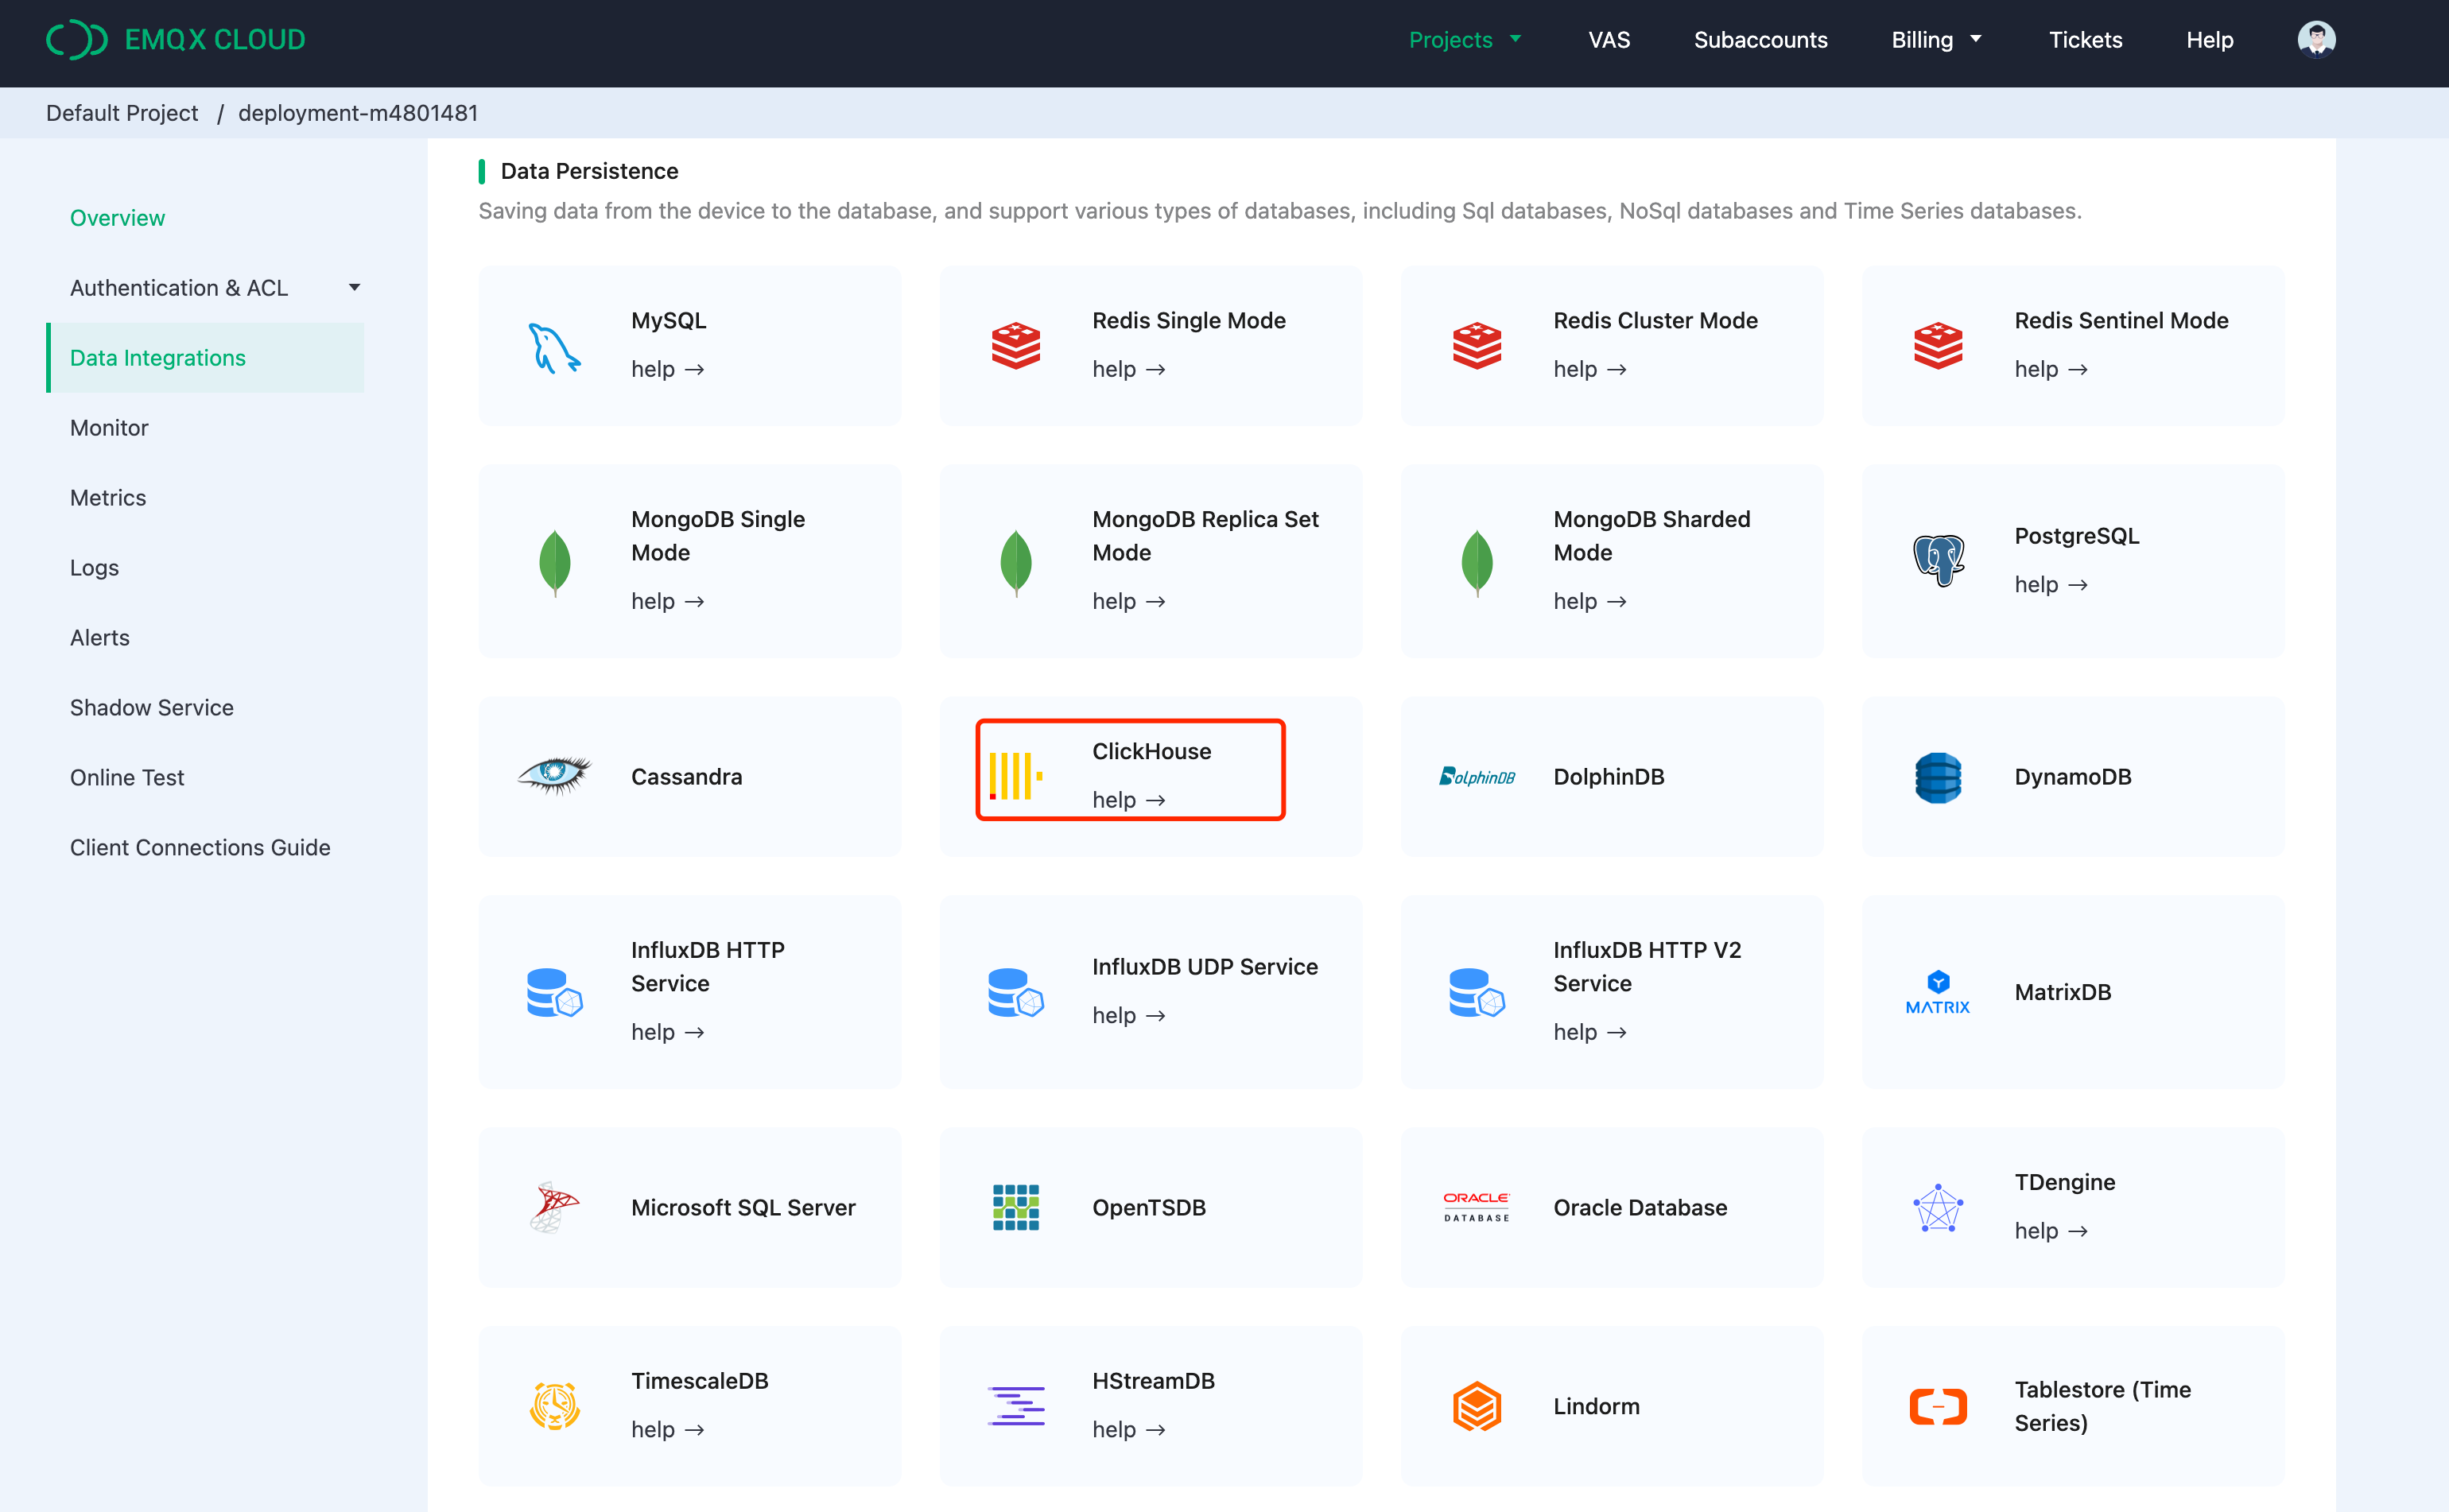 EMQX CLOUD
Projects
VAS
Subaccounts
Billing
Tickets
Help
Default Project / deployment-m4801481
Overview
Authentication & ACL
Data Integrations
Monitor
Metrics
Logs
Alerts
Shadow Service
Online Test
Client Connections Guide
Data Persistence
Saving data from the device to the database, and support various types of databases, including Sql databases, NoSql databases and Time Series databases.
MySQL
help →
Redis Single Mode
help →
Redis Cluster Mode
help →
Redis Sentinel Mode
help →
MongoDB Single
Mode
help →
MongoDB Replica Set
Mode
help →
MongoDB Sharded
Mode
help →
PostgreSQL
help →
Cassandra
ClickHouse
help →
DolphinDB
DolphinDB
DynamoDB
InfluxDB HTTP
Service
help →
InfluxDB UDP Service
help →
InfluxDB HTTP V2
Service
help →
MATRIX
MatrixDB
Microsoft SQL Server
OpenTSDB
ORACLE
DATABASE
Oracle Database
TDengine
help →
TimescaleDB
help →
HStreamDB
help →
Lindorm
Tablestore (Time
Series)